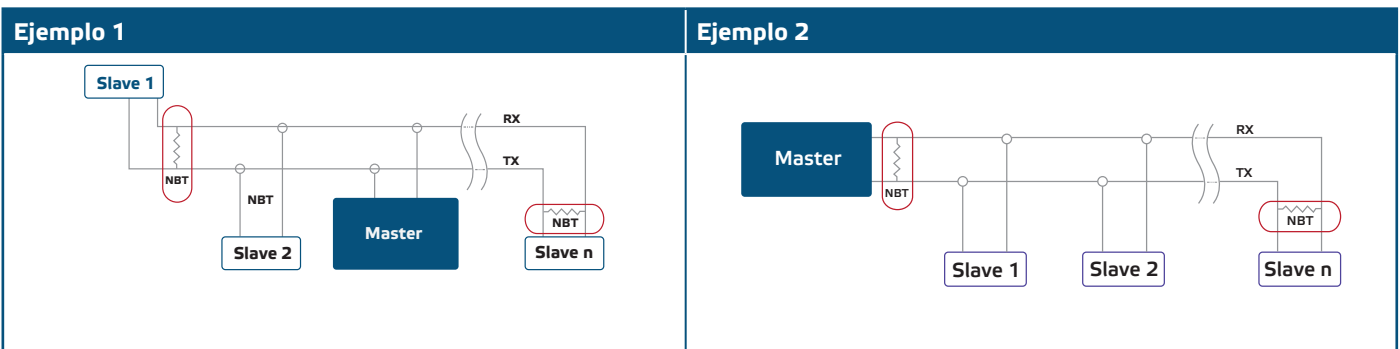 Ejemplo 1
Slave 1
RX
TX
NBT
NBT
NBT
Master
Slave 2
Slave n
Ejemplo 2
RX
Master
TX
NBT
NBT
Slave 1
Slave 2
Slave n